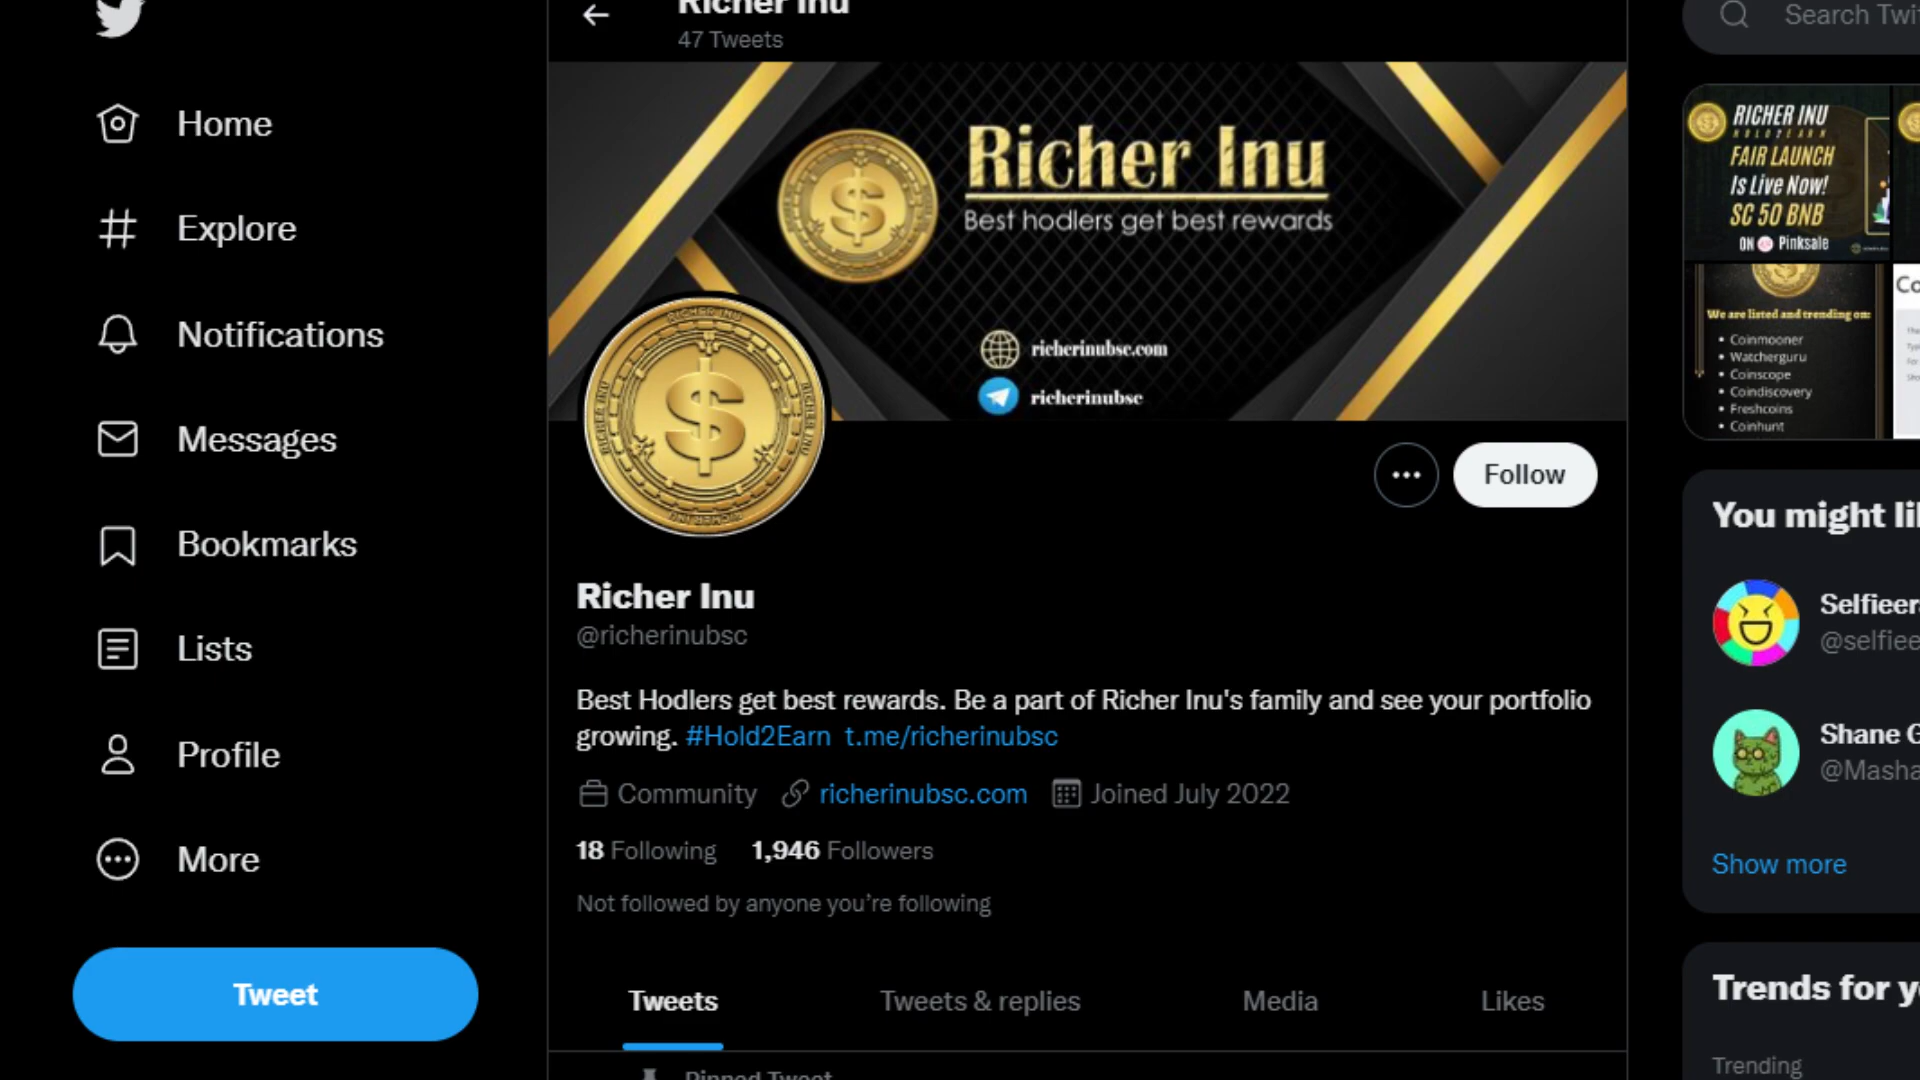 Home
Explore
Notifications
Messages
Bookmarks
Lists
Profile
More
Tweet
Richer Inu
47 Tweets
Richer Inu
Best hodlers get best rewards
richerinubsc.com
richerinubsc
RICHER INU
Follow
Richer Inu
@richerinubsc
Best Hodlers get best rewards. Be a part of Richer Inu's family and see your portfolio
growing. #Hold2Earn t.me/richerinubsc
Community richerinubsc.com Joined July 2022
18 Following 1,946 Followers
Not followed by anyone you're following
Tweets Tweets & replies Media Likes
Pinned Tweet
Search Twi
RICHER INU
HOLD2EARN
FAIR LAUNCH
Is Live Now!
SC 50 BNB
ON Pinksale
We are listed and trending on:
• Coinmooner
• Watcherguru
• Coinscope
• Coindiscovery
• Freshcoins
• Coinhunt
Co
You might li
Selfieer
@selfiee
Shane G
@Masha
Show more
Trends for y
Trending